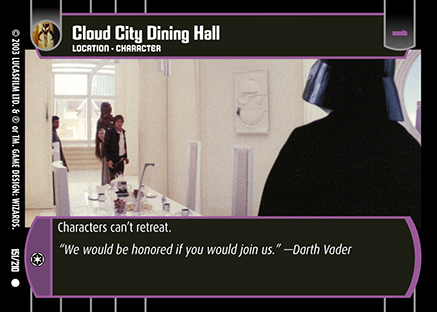 Cloud City Dining Hall
LOCATION - CHARACTER
1
Characters can't retreat.
"We would be honored if you would join us." —Darth Vader
© 2003 LUCASFILM LTD. & ® or TM. GAME DESIGN: WIZARDS.
151/210